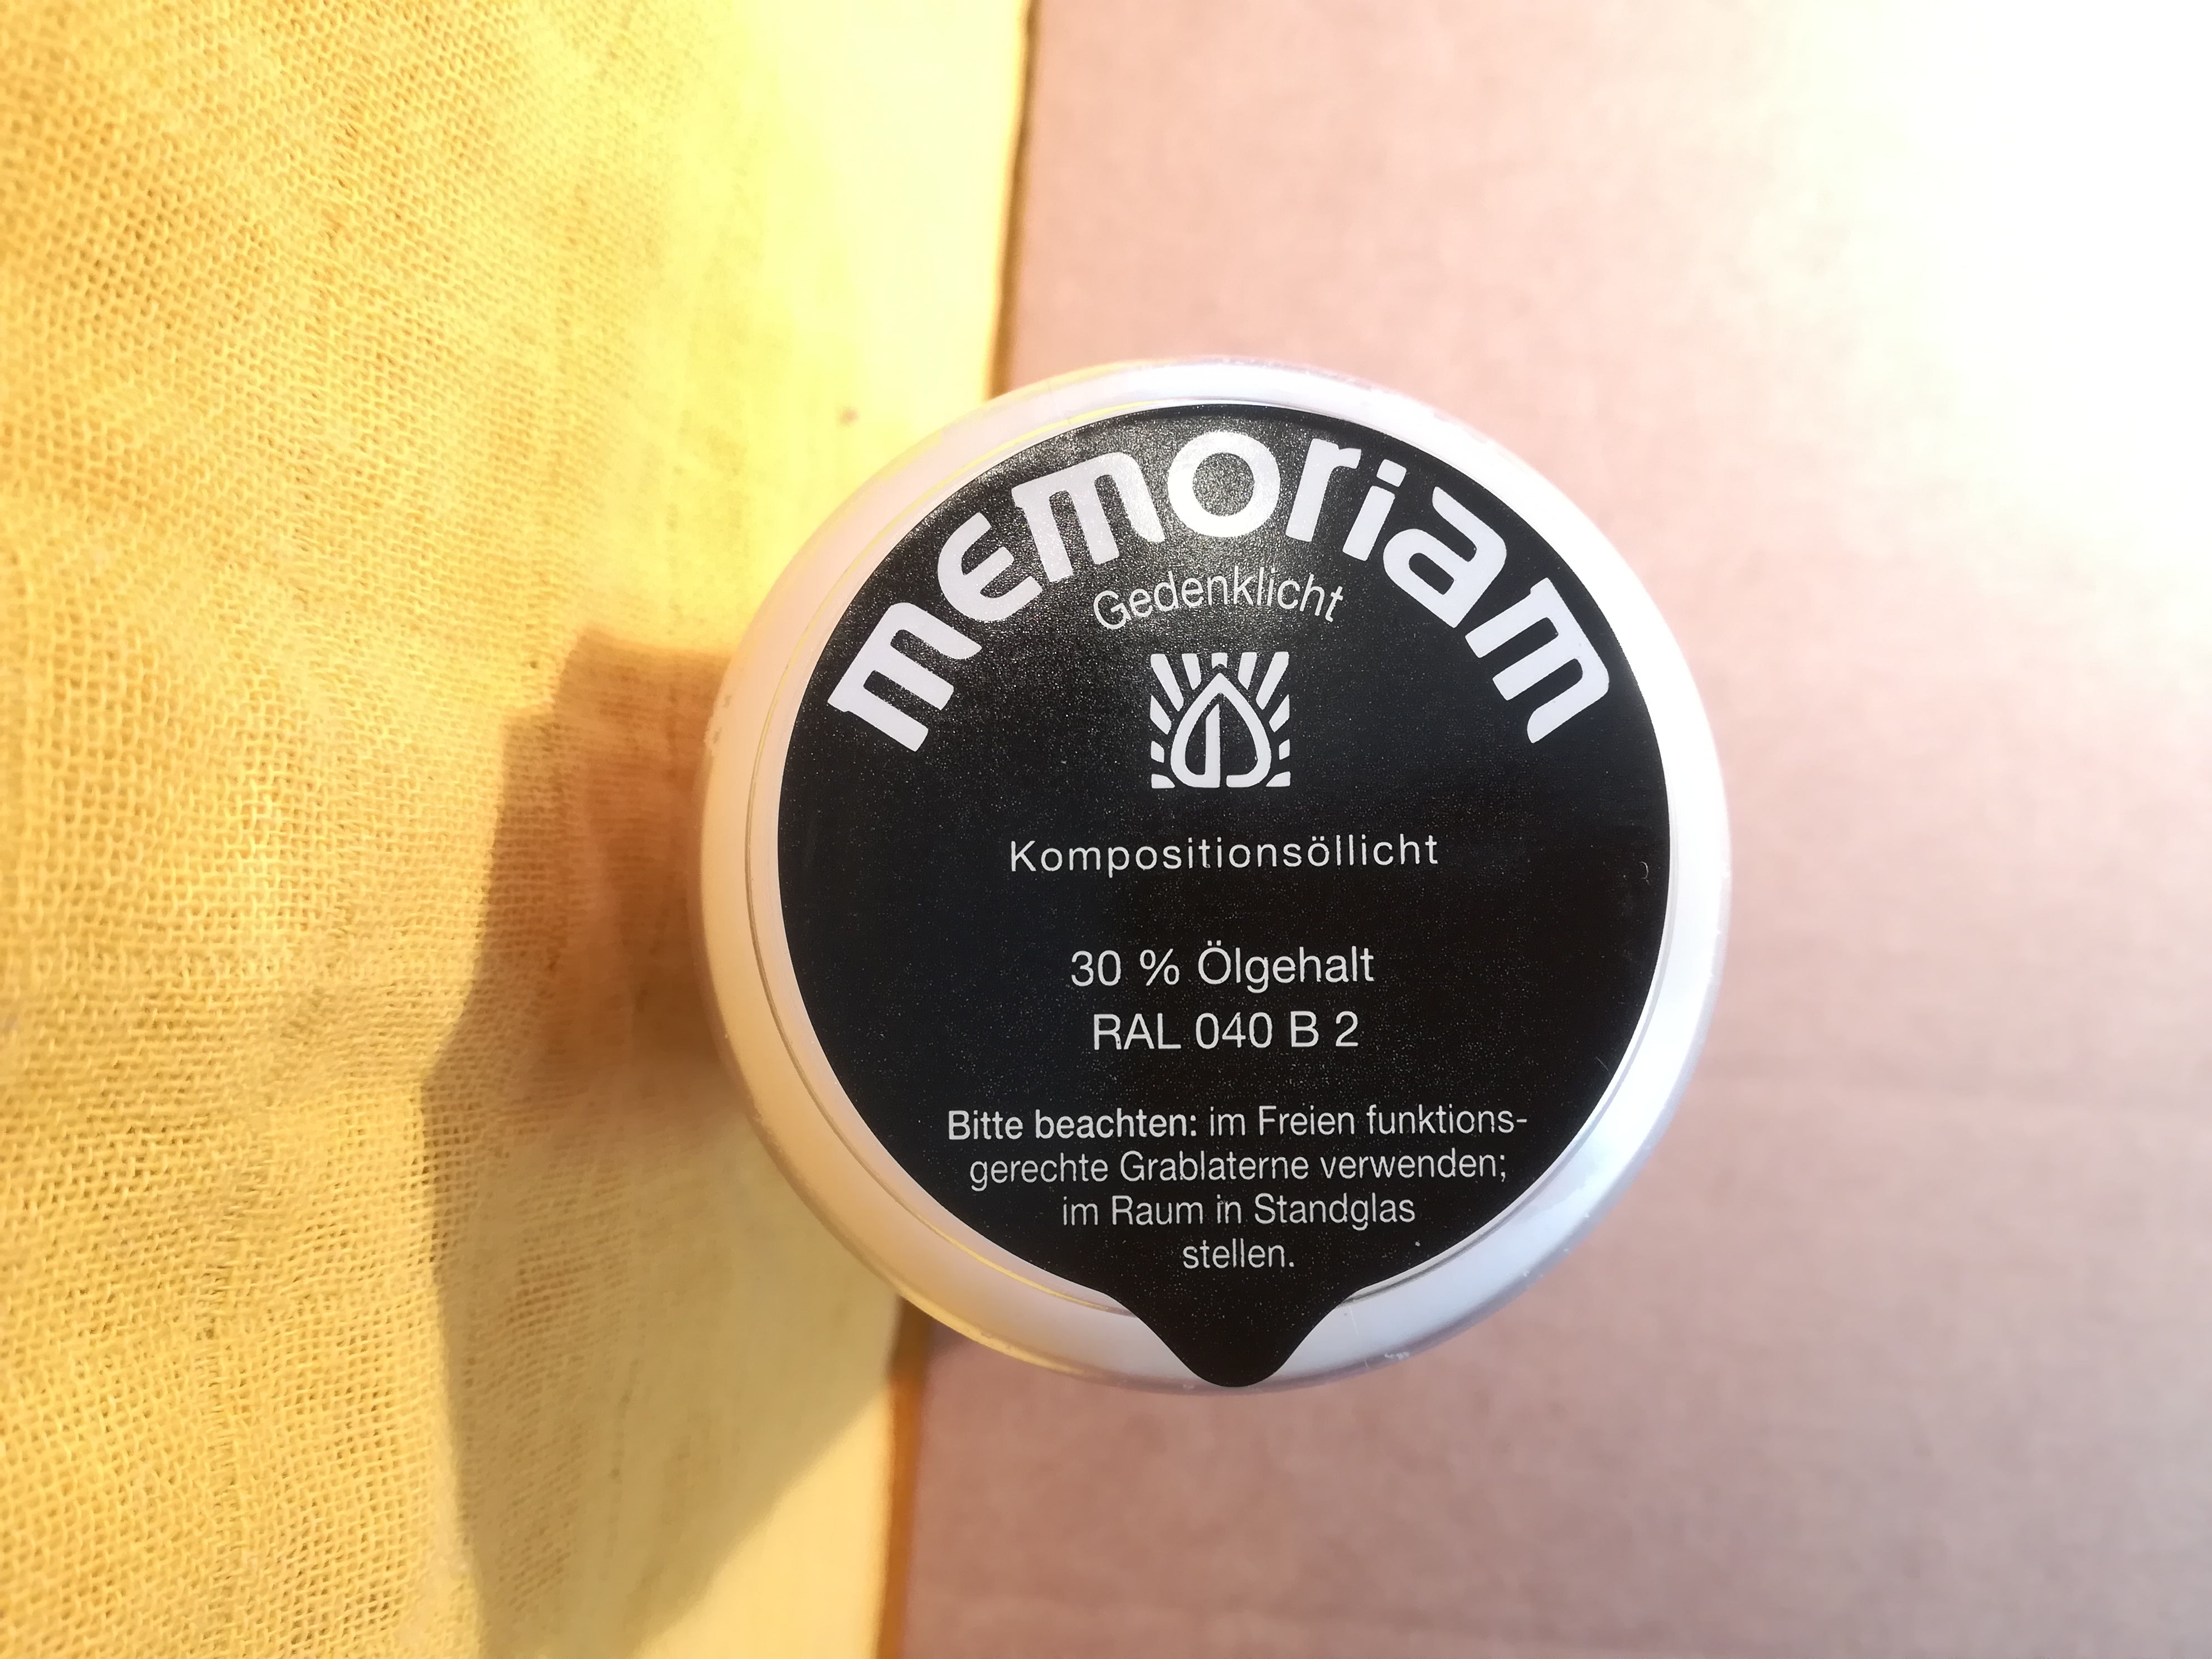 memoriam
Gedenklicht
Kompositionsöllicht
30 % Ölgehalt
RAL 040 B 2
Bitte beachten: im Freien funktions-
gerechte Grablaterne verwenden;
im Raum in Standglas
stellen.